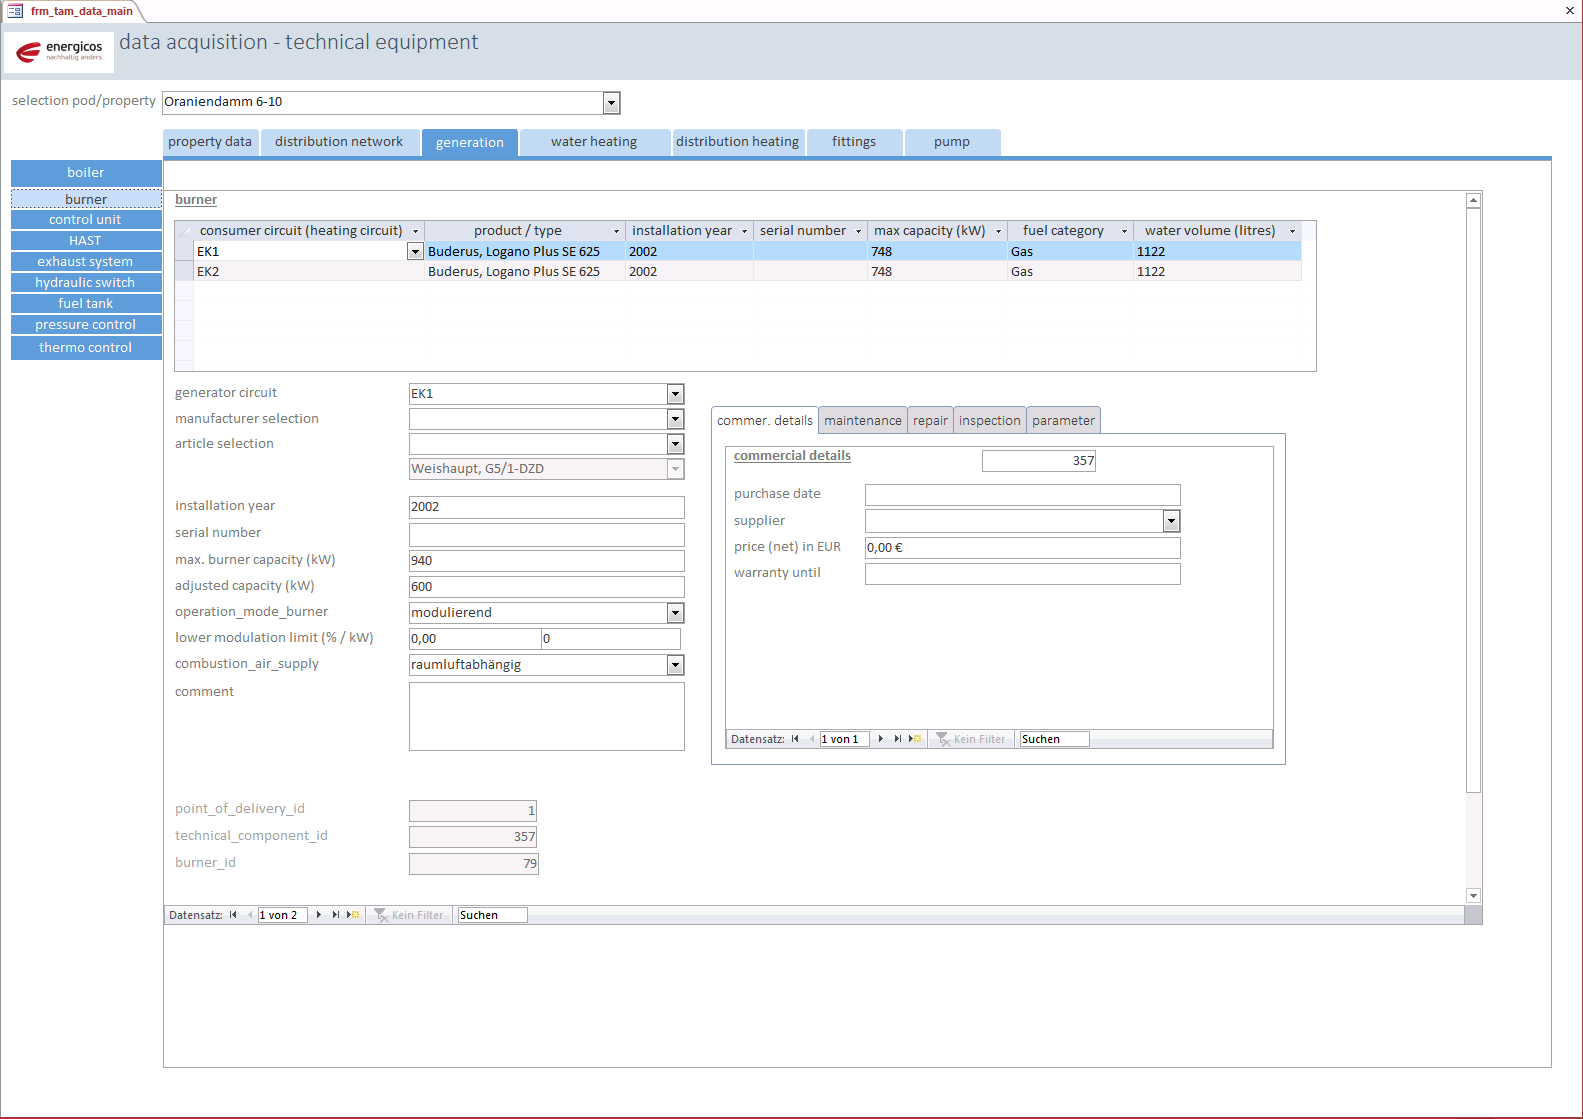 frm_tam_data_main
energicos
nachhaltig anders
data acquisition - technical equipment
selection pod/property Oraniendamm 6-10
property data distribution network generation water heating distribution heating fittings pump
boiler
burner
control unit
HAST
exhaust system
hydraulic switch
fuel tank
pressure control
thermo control
burner
consumer circuit (heating circuit) product / type installation year serial number max capacity (kW) fuel category water volume (litres)
EK1 Buderus, Logano Plus SE 625 2002 748 Gas 1122
EK2 Buderus, Logano Plus SE 625 2002 748 Gas 1122
generator circuit EK1
manufacturer selection
article selection
Weishaupt, G5/1-DZD
installation year 2002
serial number
max. burner capacity (kW) 940
adjusted capacity (kW) 600
operation_mode_burner modulierend
lower modulation limit (% / kW) 0,00 0
combustion_air_supply raumluftabhängig
comment
commer. details maintenance repair inspection parameter
commercial details 357
purchase date
supplier
price (net) in EUR 0,00 €
warranty until
Datensatz: 1 von 1 Kein Filter Suchen
point_of_delivery_id 1
technical_component_id 357
burner_id 79
Datensatz: 1 von 2 Kein Filter Suchen